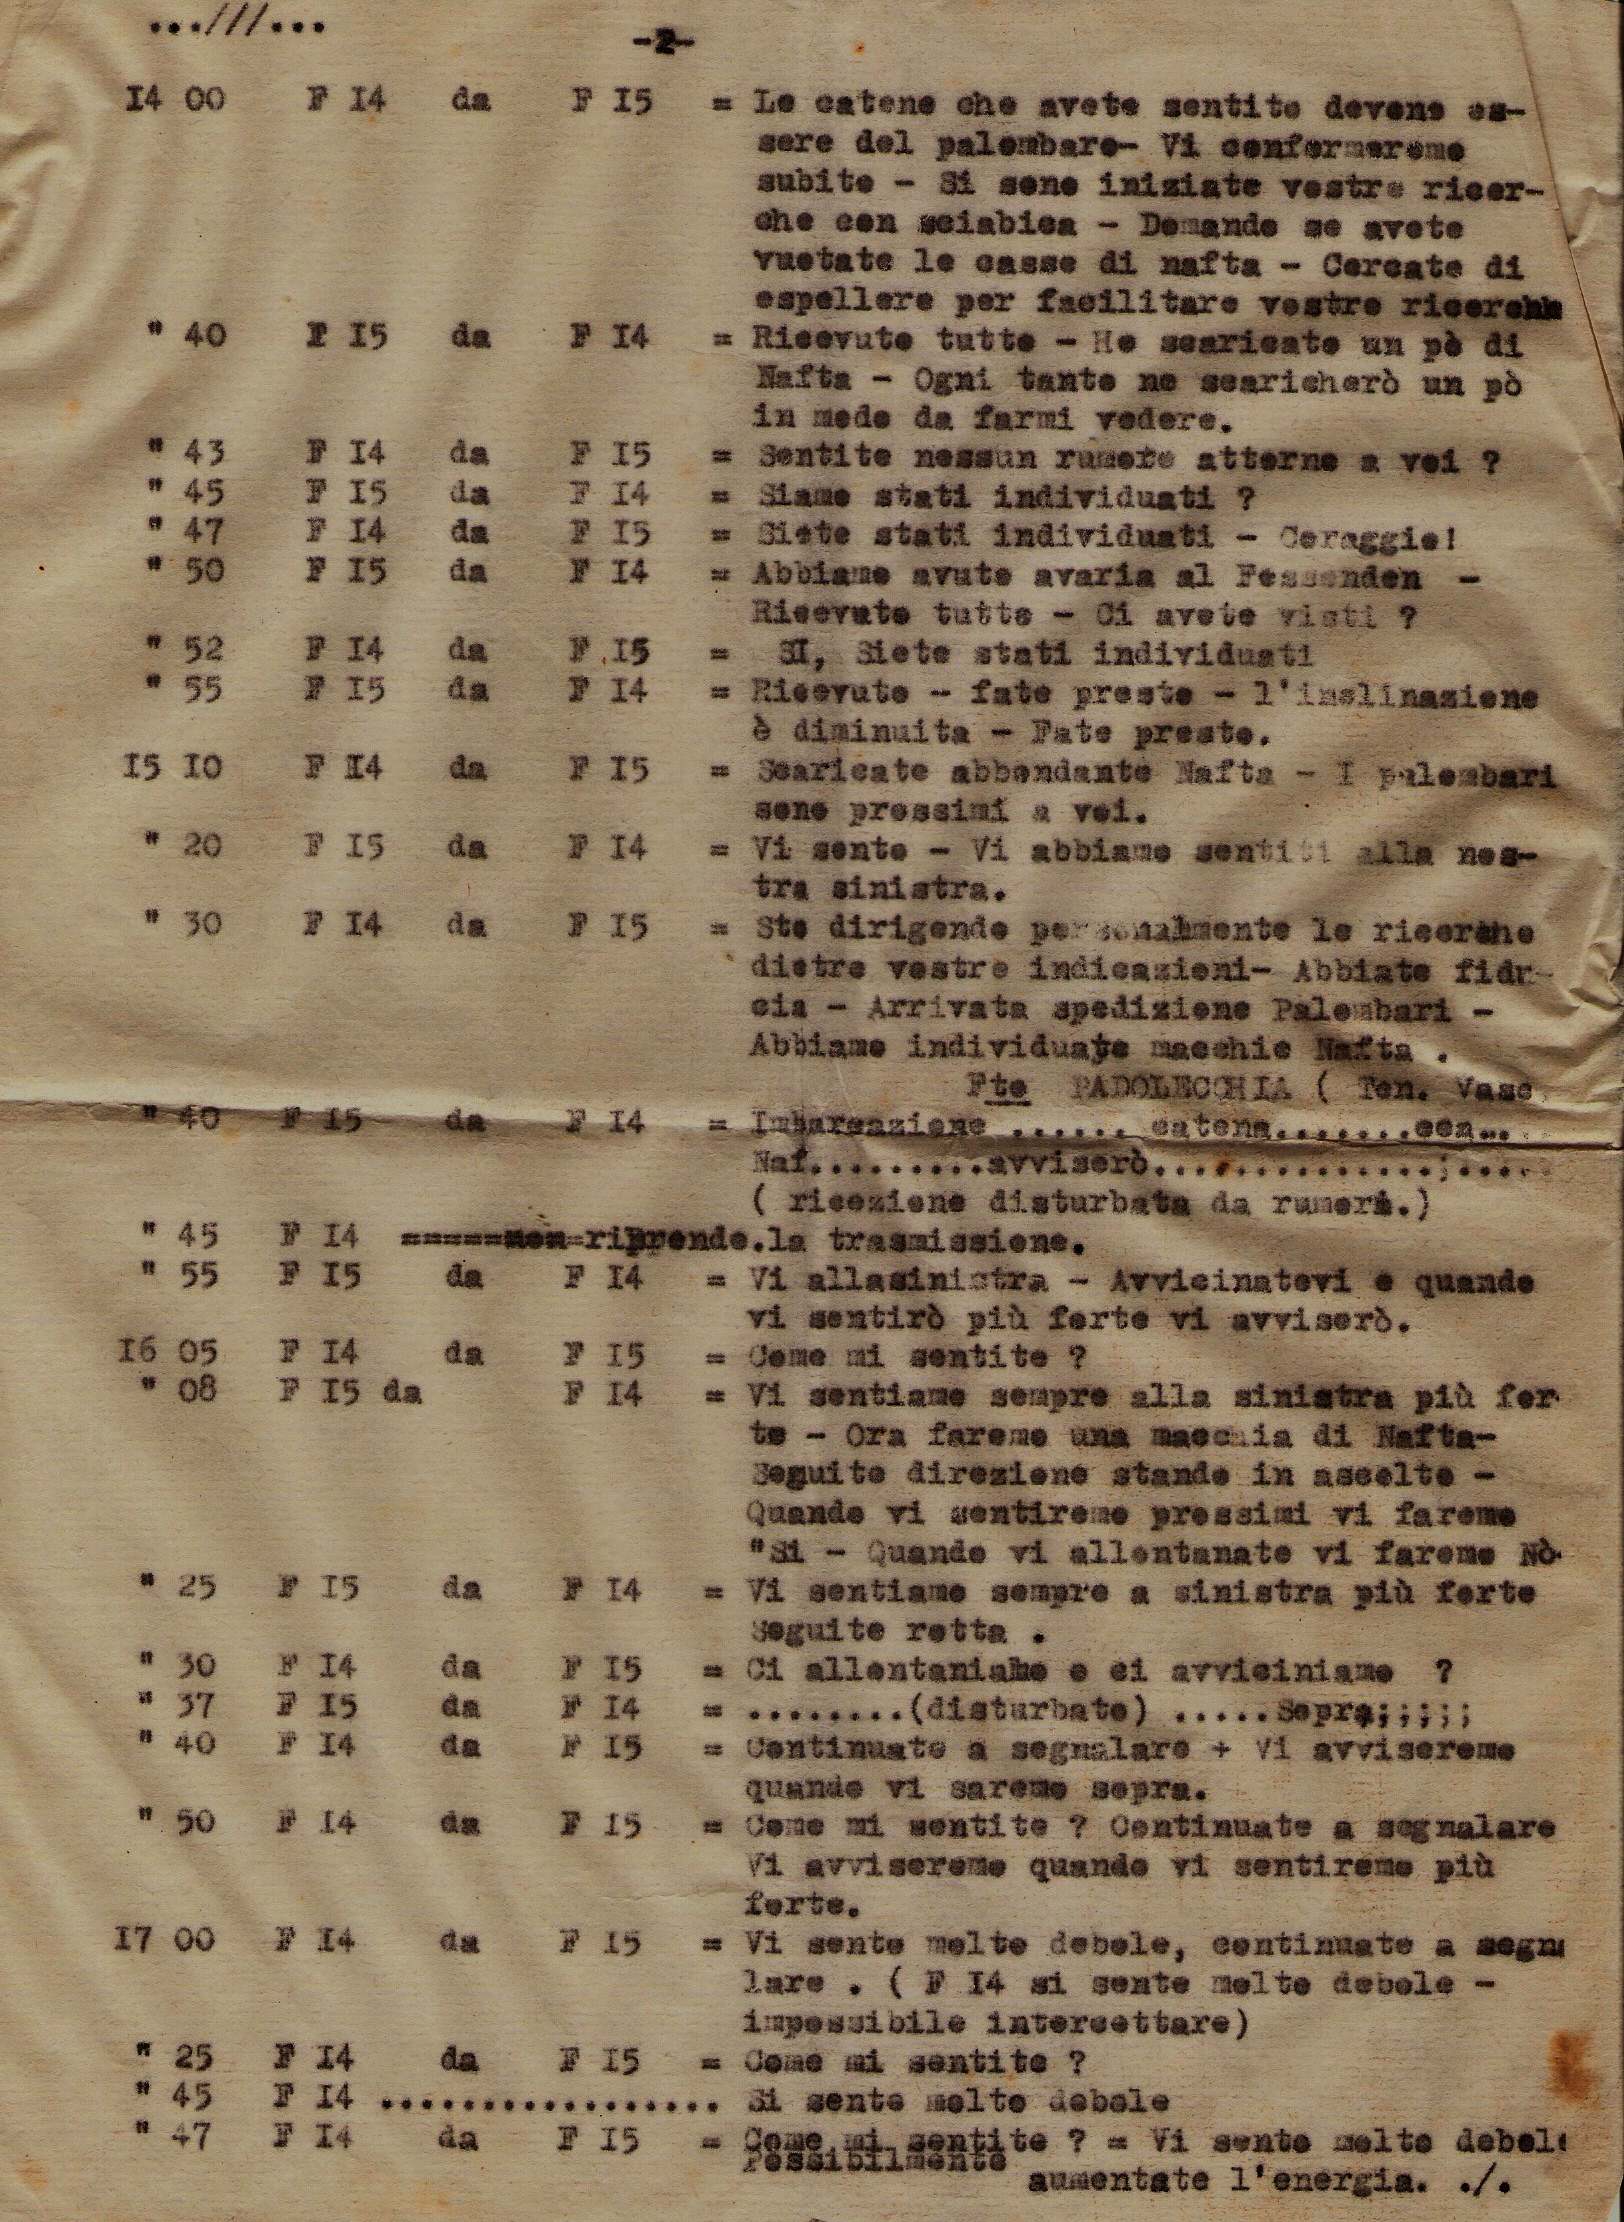 ...///...
-2-
I4 00 F I4 da F I5 = Le catene che avete sentito devono es-
sere del palombaro- Vi confermeremo
subito - Si sono iniziate vostre ricer-
che con sciabica - Domando se avete
vuotate le casse di nafta - Cercate di
espellere per facilitare vostre ricerche
" 40 F I5 da F I4 = Ricevuto tutto - Ho scaricato un pò di
Nafta - Ogni tanto ne scaricherò un pò
in modo da farmi vedere.
" 43 F I4 da F I5 = Sentite nessun rumore attorno a voi ?
" 45 F I5 da F I4 = Siamo stati individuati ?
" 47 F I4 da F I5 = Siete stati individuati - Coraggio!
" 50 F I5 da F I4 = Abbiamo avuto avaria al Fessenden -
Ricevuto tutto - Ci avete visti ?
" 52 F I4 da F .I5 = SI, Siete stati individuati
" 55 F I5 da F I4 = Ricevuto - fate presto - l'inclinazione
è diminuita - Fate presto.
I5 I0 F I4 da F I5 = Scaricate abbondante Nafta - I palombari
sono prossimi a voi.
" 20 F I5 da F I4 = Vi sento - Vi abbiamo sentiti alla nos-
tra sinistra.
" 30 F I4 da F I5 = Sto dirigendo personalmente le ricerche
dietro vostre indicazioni- Abbiate fidu-
cia - Arrivata spedizione Palombari -
Abbiamo individuate macchie Nafta .
Fto PADOLECCHIA ( Ten. Vasc.
" 40 F I5 da F I4 = Imbarcazione ...... catena.......con...
Naf.........avviserò..............;....
( ricezione disturbata da rumori.)
" 45 F I4 =====non=riprende.la trasmissione.
" 55 F I5 da F I4 = Vi allasinistra - Avvicinatevi e quando
vi sentirò più forte vi avviserò.
I6 05 F I4 da F I5 = Come mi sentite ?
" 08 F I5 da F I4 = Vi sentiamo sempre alla sinistra più for-
te - Ora faremo una macchia di Nafta-
Seguite direzione stando in ascolto -
Quando vi sentiremo prossimi vi faremo
"Si - Quando vi allontanate vi faremo Nò-
" 25 F I5 da F I4 = Vi sentiamo sempre a sinistra più forte
Seguite rotta .
" 30 F I4 da F I5 = Ci allontaniamo o ci avviciniamo ?
" 37 F I5 da F I4 = ........(disturbato) .....Sopra;;;;;
" 40 F I4 da F I5 = Continuate a segnalare + Vi avviseremo
quando vi saremo sopra.
" 50 F I4 da F I5 = Come mi sentite ? Continuate a segnalare
Vi avviseremo quando vi sentiremo più
forte.
I7 00 F I4 da F I5 = Vi sento molto debole, continuate a segna
lare . ( F I4 si sente molto debole -
impossibile intercettare)
" 25 F I4 da F I5 = Come mi sentite ?
" 45 F I4 .................. Si sente molto debole
" 47 F I4 da F I5 = Come mi sentite ? = Vi sento molto debole
Possibilmente
aumentate l'energia. ./.